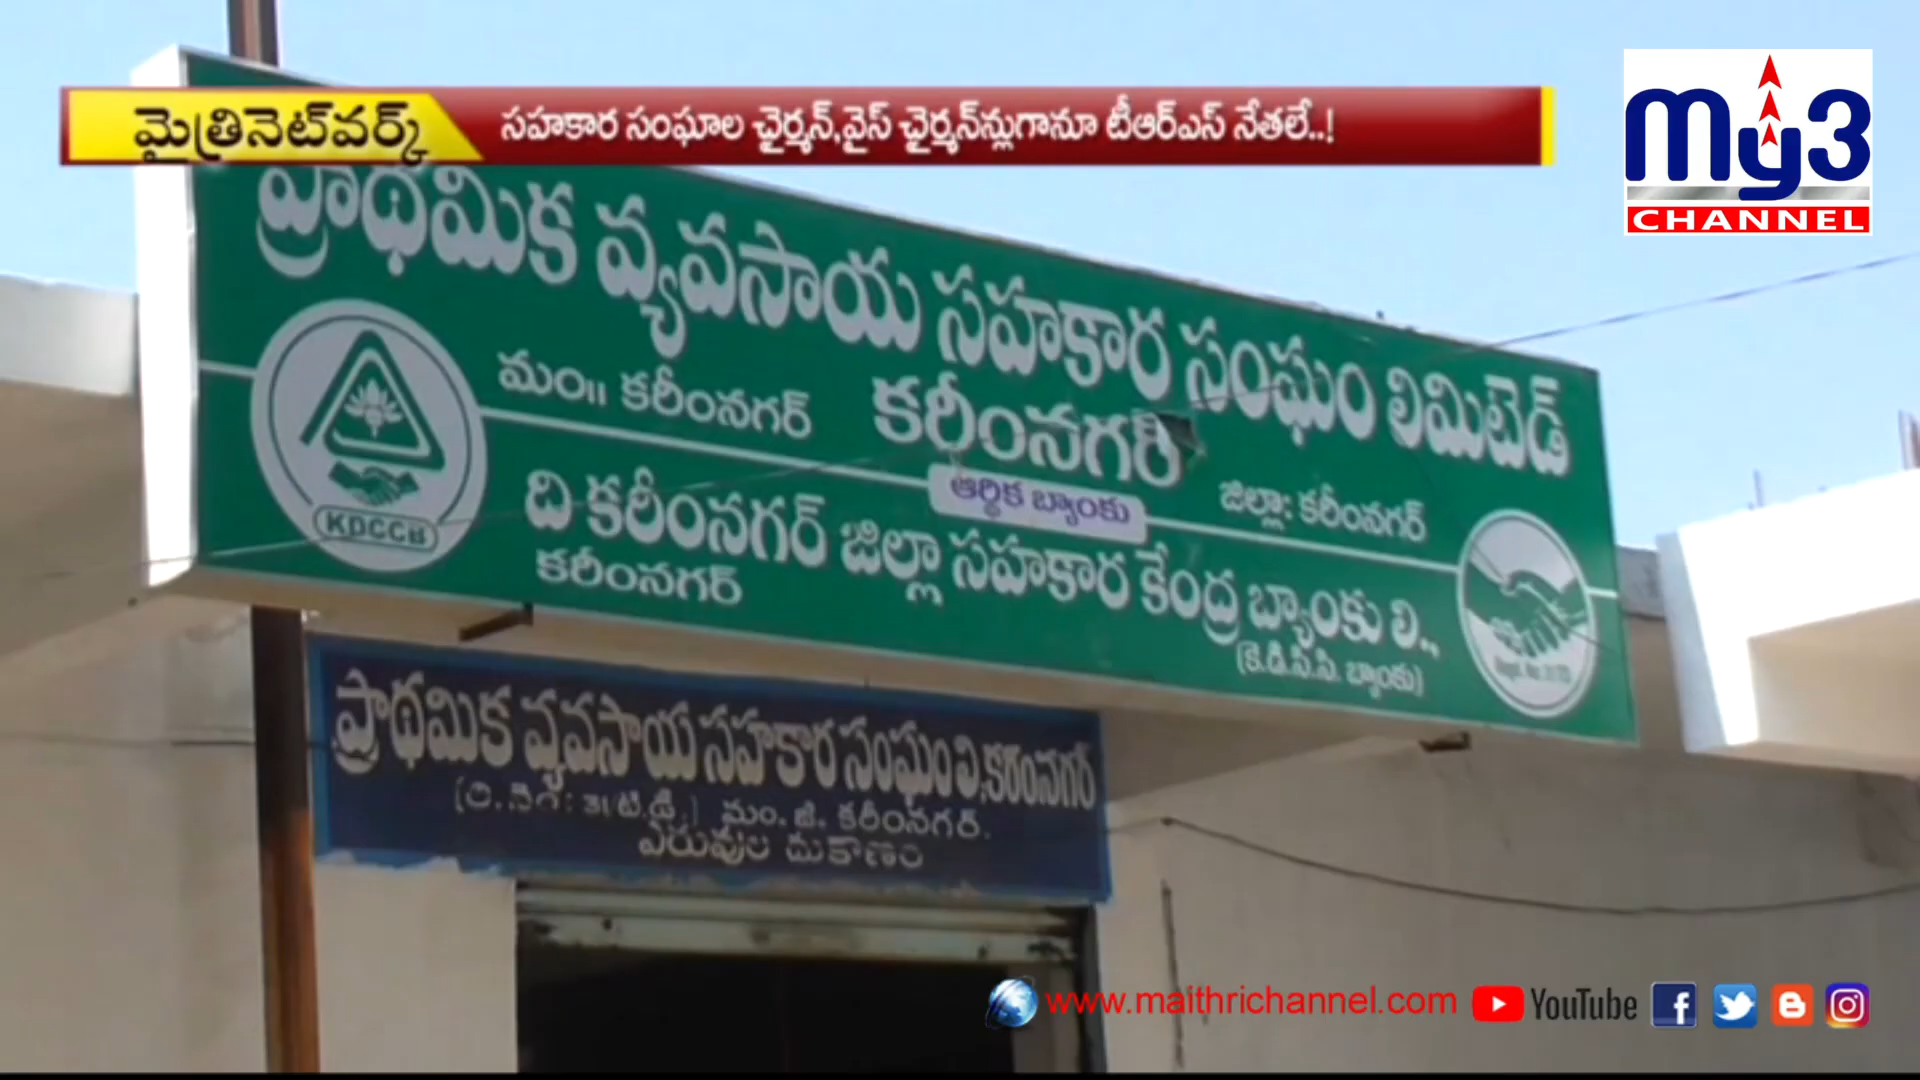 మైత్రినెట్‌వర్క్
సహకార సంఘాల ఛైర్మన్,వైస్ ఛైర్మన్‌న్లుగానూ టీఆర్ఎస్ నేతలే..!
my3
CHANNEL
ప్రాథమిక వ్యవసాయ సహకార సంఘం లిమిటెడ్
మం॥ కరీంనగర్
కరీంనగర్
జిల్లా: కరీంనగర్
ఆర్థిక బ్యాంకు
KDCCB
ది కరీంనగర్ జిల్లా సహకార కేంద్ర బ్యాంకు లి.,
కరీంనగర్
(కె.డి.సి.సి. బ్యాంకు)
ప్రాథమిక వ్యవసాయ సహకార సంఘం లి, కరీంనగర్
మం. జి. కరీంనగర్.
ఎరువుల దుకాణం
www.maithrichannel.com
YouTube